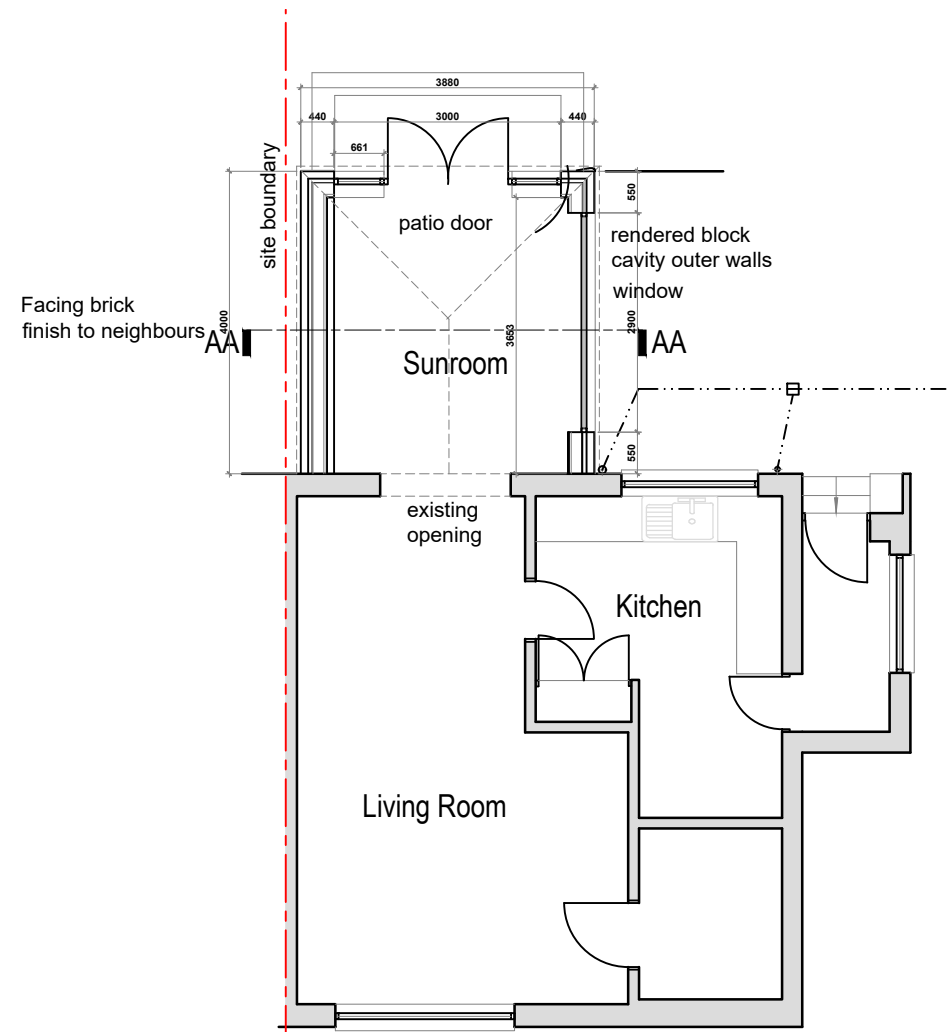 3880
440
3000
440
661
site boundary
550
patio door
rendered block
cavity outer walls
window
Facing brick
finish to neighbours
4000
AA
3653
2900
AA
Sunroom
550
existing
opening
Kitchen
Living Room